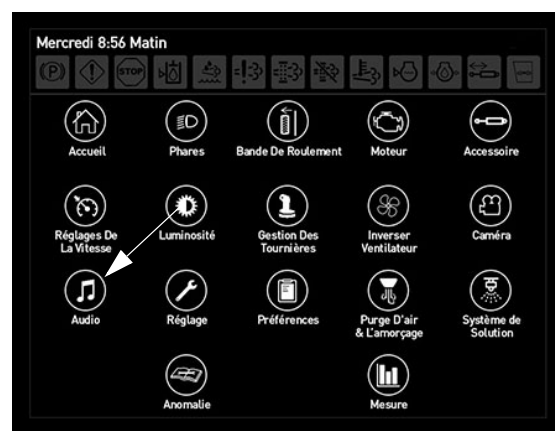 Mercredi 8:56 Matin
(P) STOP
Accueil Phares Bande De Roulement Moteur Accessoire
Réglages De La Vitesse Luminosité Gestion Des Tournières Inverser Ventilateur Caméra
Audio Réglage Préférences Purge D'air & L'amorçage Système de Solution
Anomalie Mesure